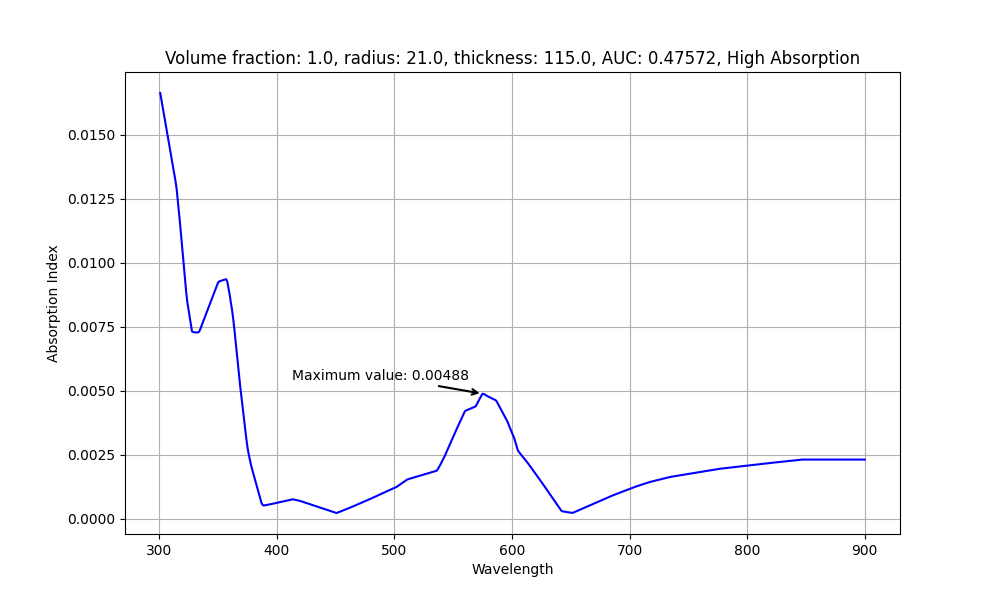 Volume fraction: 1.0, radius: 21.0, thickness: 115.0, AUC: 0.47572, High Absorption
0.0150
0.0125
0.0100
0.0075
0.0050
0.0025
0.0000
Absorption Index
Maximum value: 0.00488
300 400 500 600 700 800 900
Wavelength